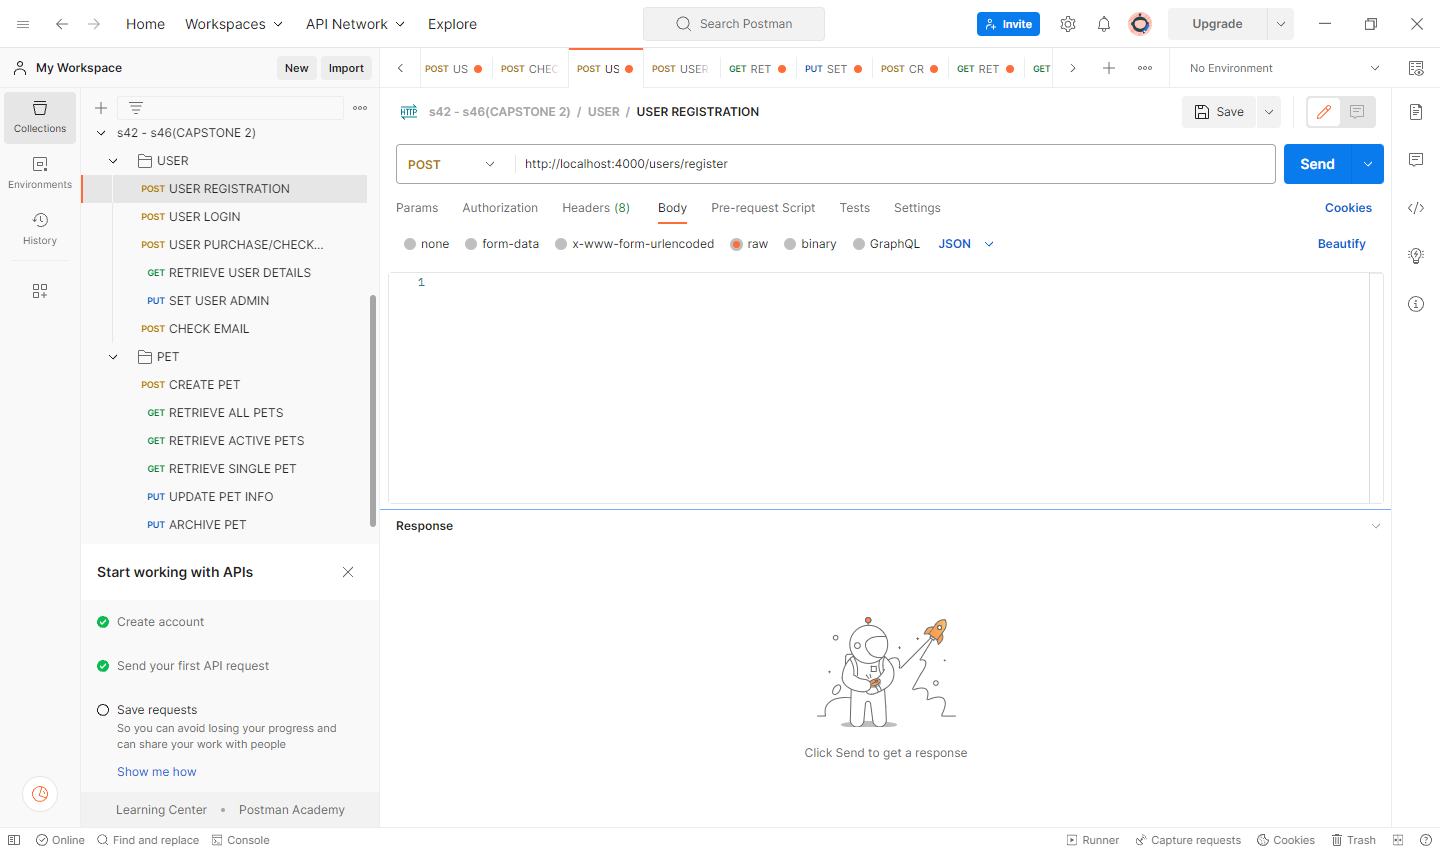 Home Workspaces API Network Explore Search Postman Invite Upgrade
My Workspace New Import
POST US POST CHEC POST US POST USER GET RET PUT SET POST CR GET RET GET No Environment
Collections
Environments
History
s42 - s46(CAPSTONE 2)
USER
POST USER REGISTRATION
POST USER LOGIN
POST USER PURCHASE/CHECK...
GET RETRIEVE USER DETAILS
PUT SET USER ADMIN
POST CHECK EMAIL
PET
POST CREATE PET
GET RETRIEVE ALL PETS
GET RETRIEVE ACTIVE PETS
GET RETRIEVE SINGLE PET
PUT UPDATE PET INFO
PUT ARCHIVE PET
Start working with APIs
Create account
Send your first API request
Save requests
So you can avoid losing your progress and
can share your work with people
Show me how
Learning Center • Postman Academy
HTTP s42 - s46(CAPSTONE 2) / USER / USER REGISTRATION Save
POST http://localhost:4000/users/register Send
Params Authorization Headers (8) Body Pre-request Script Tests Settings Cookies
none form-data x-www-form-urlencoded raw binary GraphQL JSON Beautify
1
Response
Click Send to get a response
Online Find and replace Console Runner Capture requests Cookies Trash